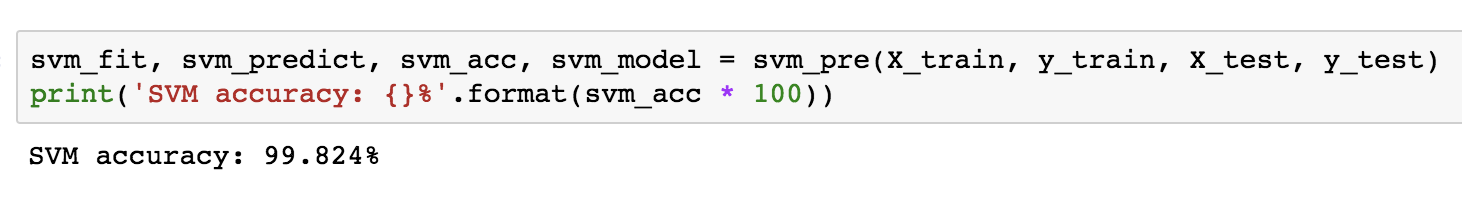 svm_fit, svm_predict, svm_acc, svm_model = svm_pre(X_train, y_train, X_test, y_test)
print('SVM accuracy: {}%'.format(svm_acc * 100))
SVM accuracy: 99.824%